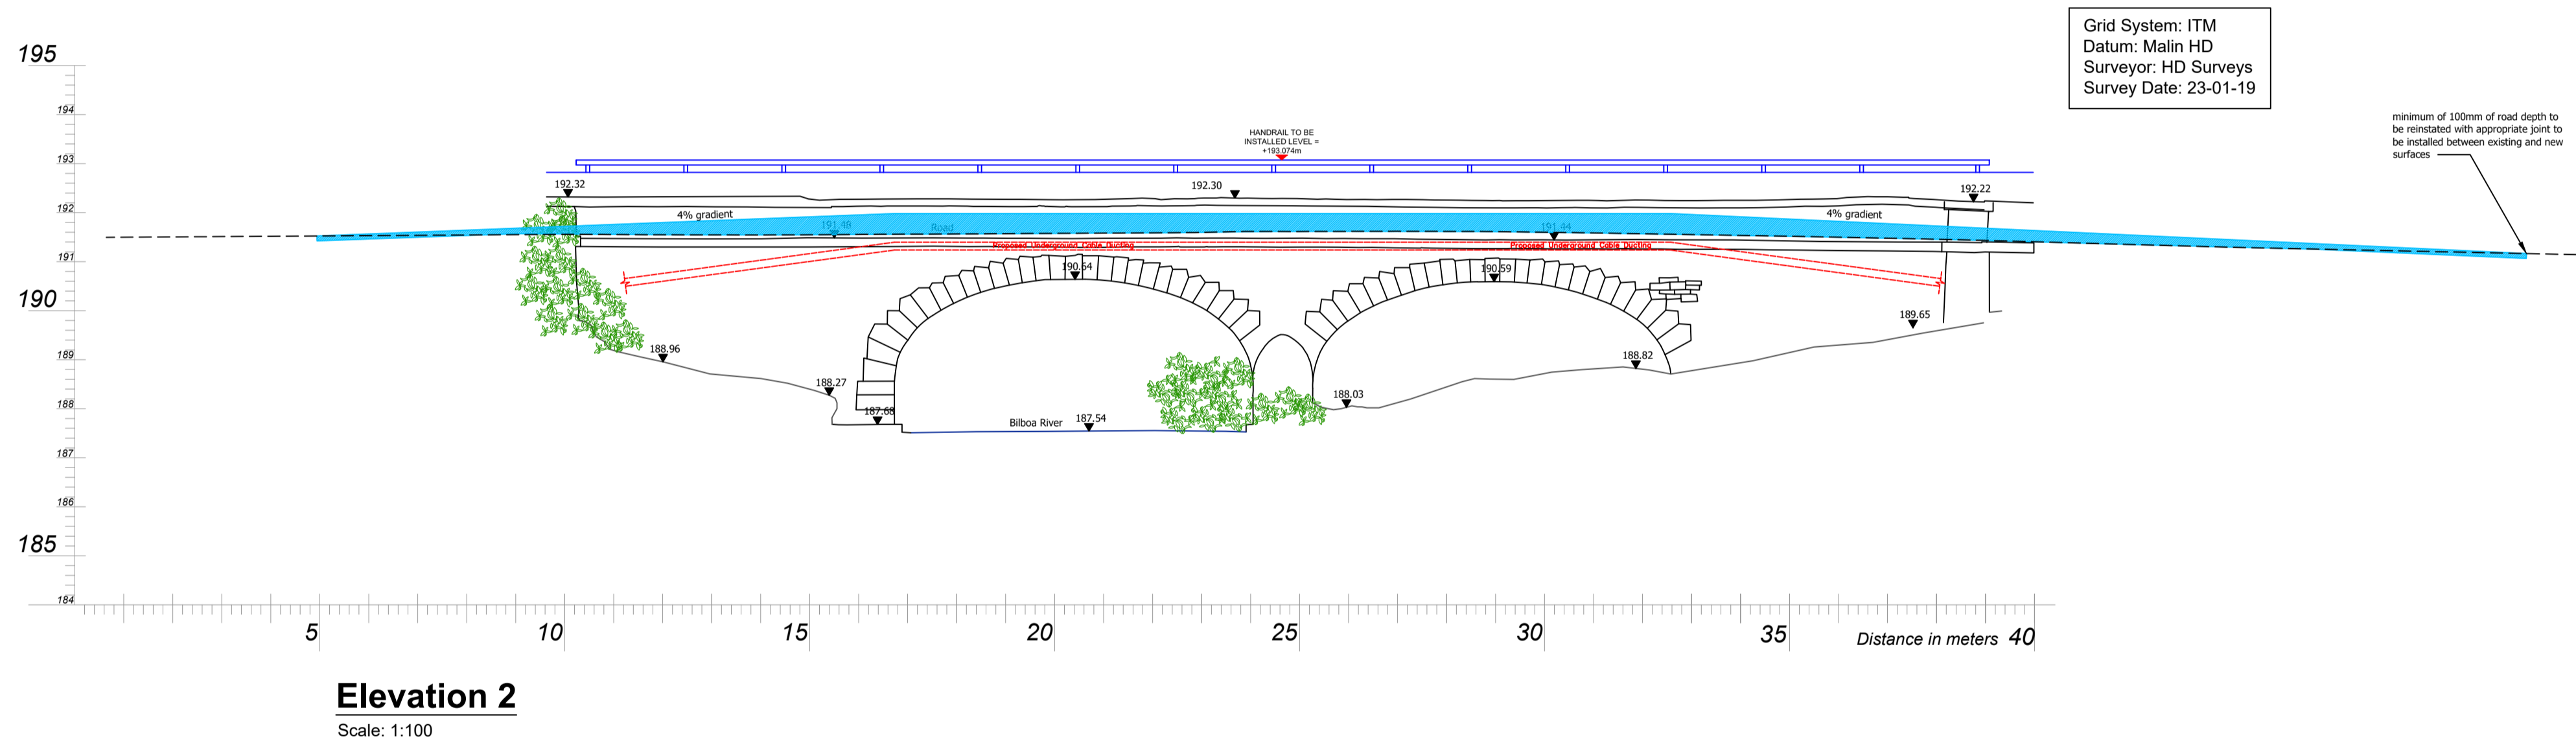 Grid System: ITM
Datum: Malin HD
Surveyor: HD Surveys
Survey Date: 23-01-19
minimum of 100mm of road depth to
be reinstated with appropriate joint to
be installed between existing and new
surfaces
195
194
193
192
191
190
189
188
187
186
185
184
HANDRAIL TO BE
INSTALLED LEVEL =
+193.074m
192.32
192.30
192.22
4% gradient
4% gradient
191.48
Road
191.44
Proposed Underground Cable Ducting
Proposed Underground Cable Ducting
190.64
190.59
189.65
188.96
188.82
188.27
188.03
187.68
Bilboa River
187.54
5
10
15
20
25
30
35
Distance in meters
40
Elevation 2
Scale: 1:100